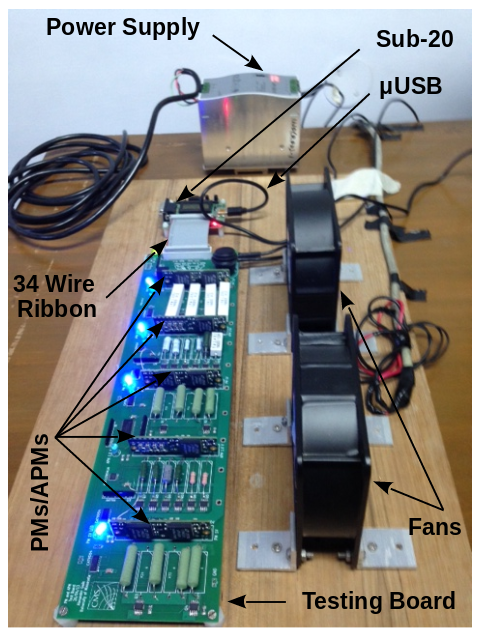 Power Supply
Sub-20
µUSB
34 Wire
Ribbon
PMs/APMs
Fans
Testing Board